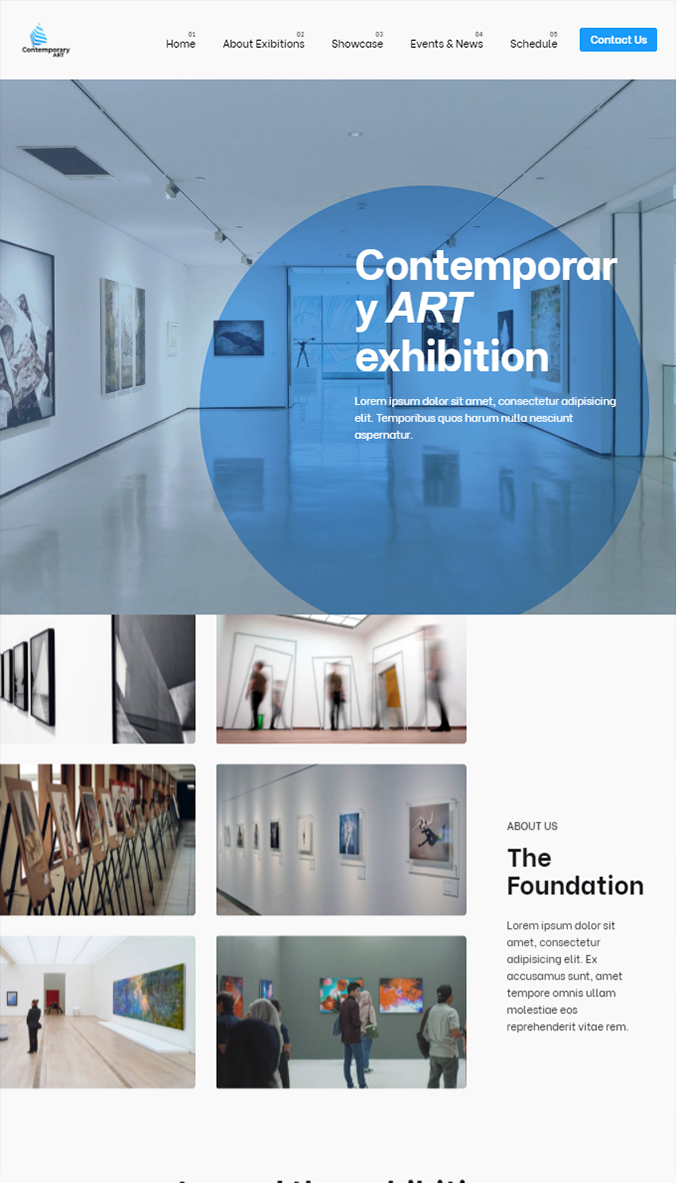 Contemporary
ART
01
Home
02
About Exibitions
03
Showcase
04
Events & News
05
Schedule
Contact Us
Contemporar
y ART
exhibition
Lorem ipsum dolor sit amet, consectetur adipisicing
elit. Temporibus quos harum nulla nesciunt
aspernatur.
ABOUT US
The
Foundation
Lorem ipsum dolor sit
amet, consectetur
adipisicing elit. Ex
accusamus sunt, amet
tempore omnis ullam
molestiae eos
reprehenderit vitae rem.